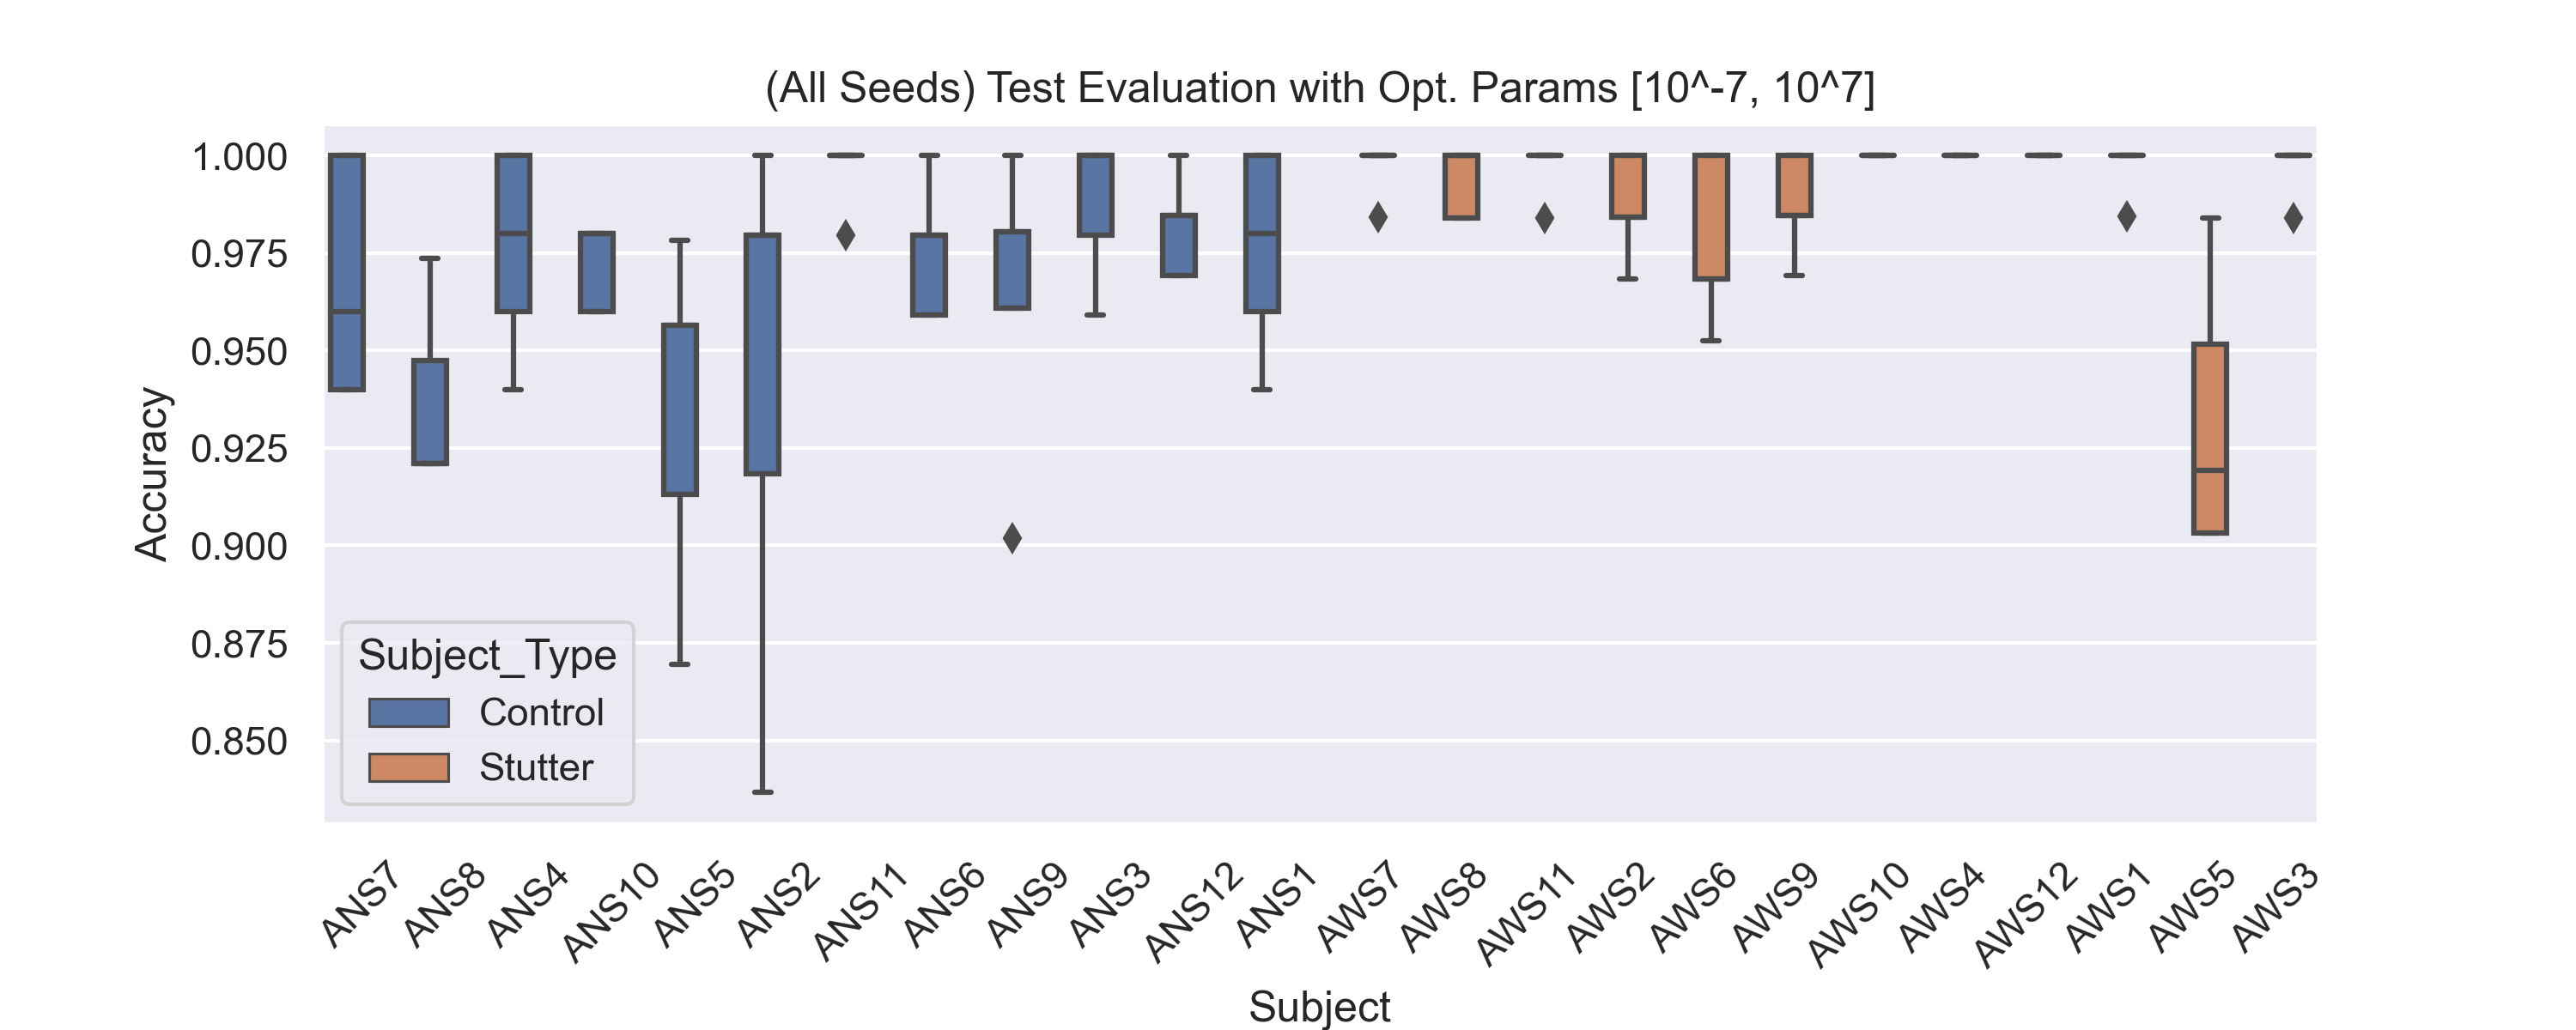 (All Seeds) Test Evaluation with Opt. Params [10^-7, 10^7]
Accuracy
1.000
0.975
0.950
0.925
0.900
0.875
0.850
Subject_Type
Control
Stutter
ANS7
ANS8
ANS4
ANS10
ANS5
ANS2
ANS11
ANS6
ANS9
ANS3
ANS12
ANS1
AWS7
AWS8
AWS11
AWS2
AWS6
AWS9
AWS10
AWS4
AWS12
AWS1
AWS5
AWS3
Subject